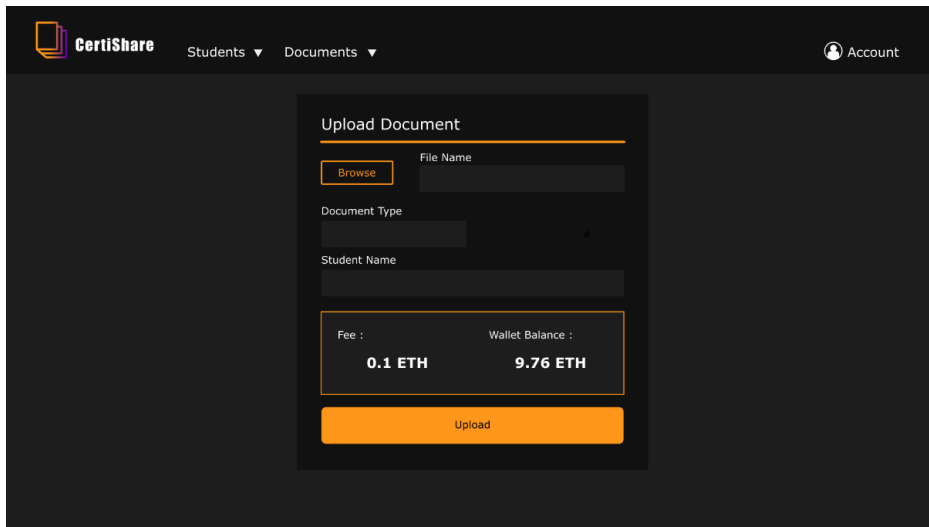 CertiShare
Students ▼ Documents ▼
Account
Upload Document
File Name
Browse
Document Type
#
Student Name
Fee :
Wallet Balance :
0.1 ETH
9.76 ETH
Upload